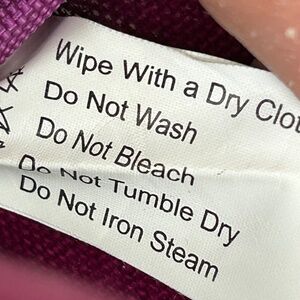 Wipe With a Dry Clot
Do Not Wash
Do Not Bleach
Do Not Tumble Dry
Do Not Iron Steam